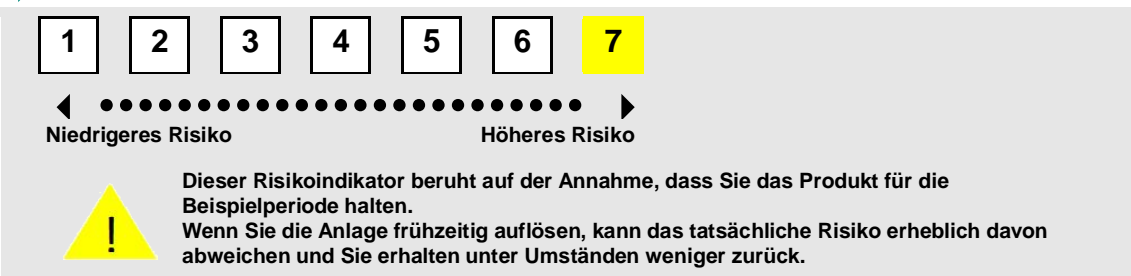 1 2 3 4 5 6 7
Niedrigeres Risiko Höheres Risiko
Dieser Risikoindikator beruht auf der Annahme, dass Sie das Produkt für die
Beispielperiode halten.
Wenn Sie die Anlage frühzeitig auflösen, kann das tatsächliche Risiko erheblich davon
abweichen und Sie erhalten unter Umständen weniger zurück.
!